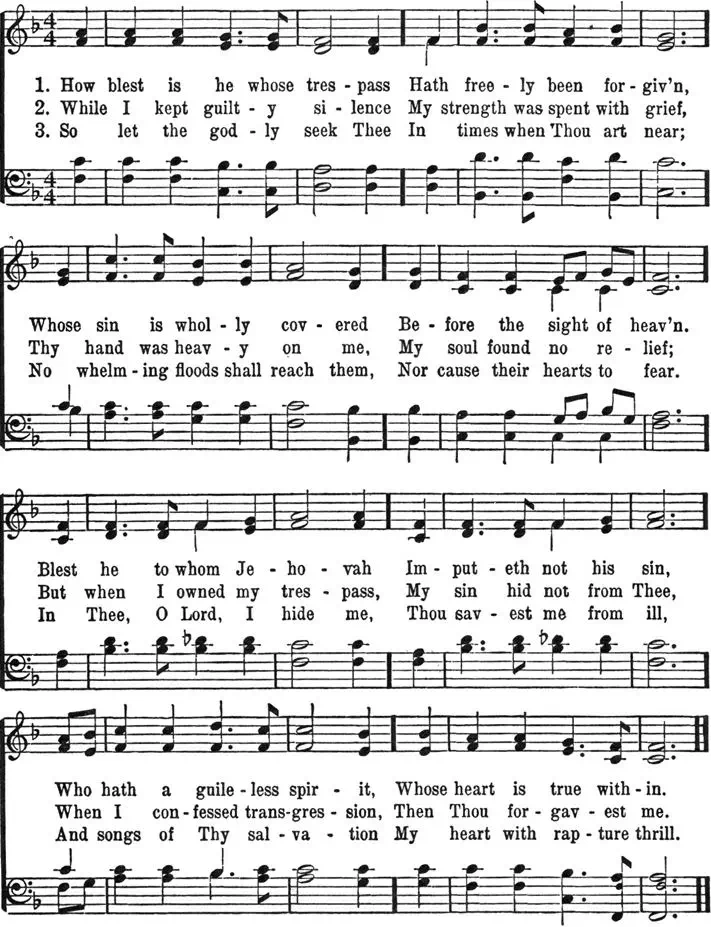 1. How blest is he whose tres - pass Hath free - ly been for - giv'n,
2. While I kept guilt - y si - lence My strength was spent with grief,
3. So let the god - ly seek Thee In times when Thou art near;
Whose sin is whol - ly cov - ered Be - fore the sight of heav'n.
Thy hand was heav - y on me, My soul found no re - lief;
No whelm - ing floods shall reach them, Nor cause their hearts to fear.
Blest he to whom Je - ho - vah Im - put - eth not his sin,
But when I owned my tres - pass, My sin hid not from Thee,
In Thee, O Lord, I hide me, Thou sav - est me from ill,
Who hath a guile - less spir - it, Whose heart is true with - in.
When I con - fessed trans - gres - sion, Then Thou for - gav - est me.
And songs of Thy sal - va - tion My heart with rap - ture thrill.